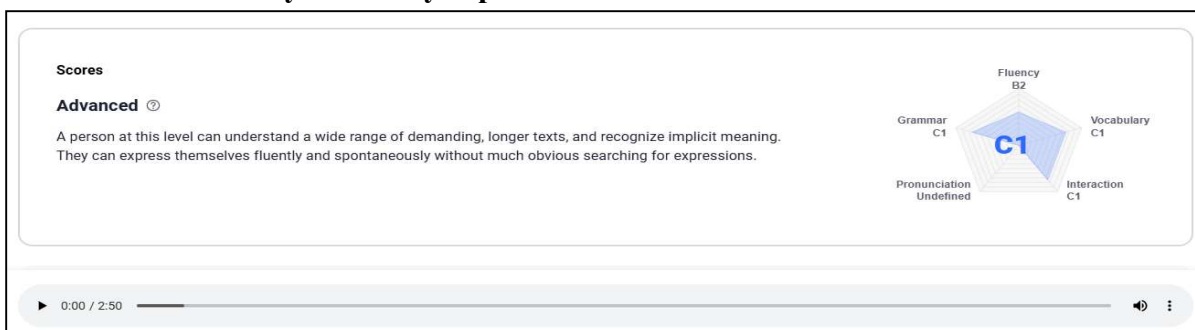 Scores
Advanced ?
A person at this level can understand a wide range of demanding, longer texts, and recognize implicit meaning.
They can express themselves fluently and spontaneously without much obvious searching for expressions.
Fluency
B2
Grammar
C1
Vocabulary
C1
C1
Pronunciation
Undefined
Interaction
C1
0:00 / 2:50